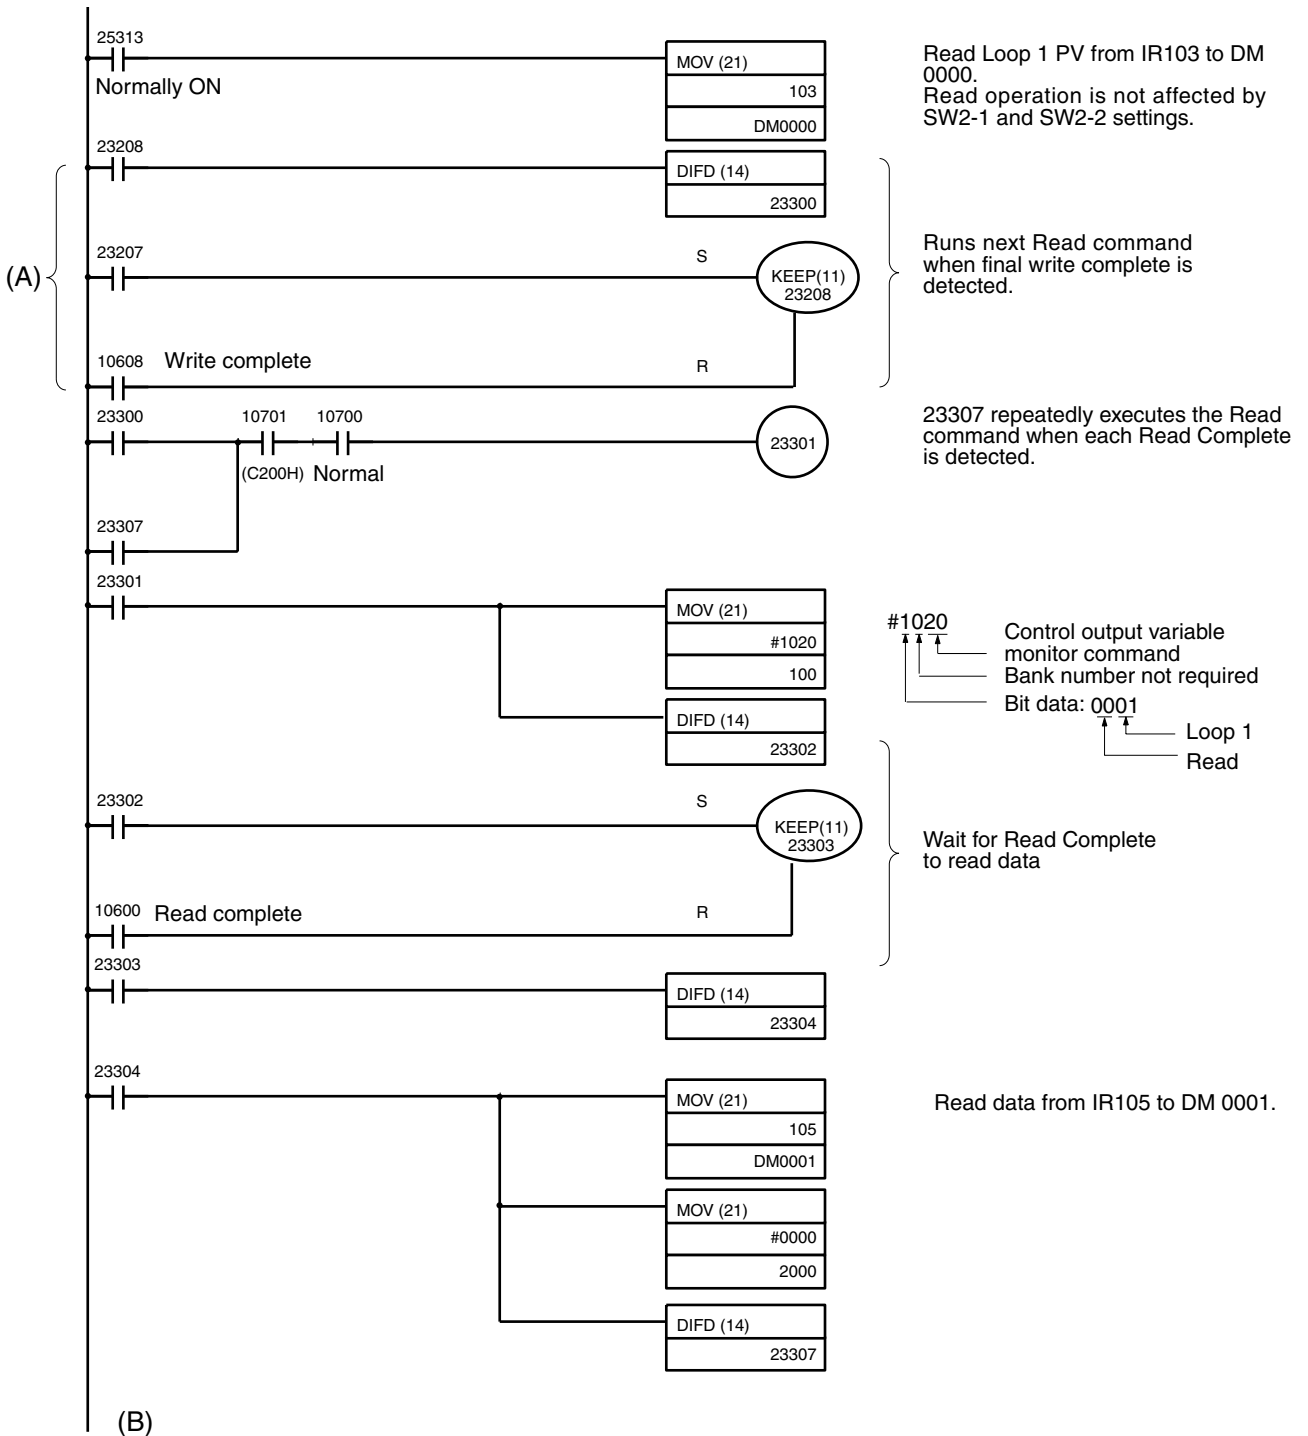 25313
Normally ON
MOV (21)
103
DM0000
Read Loop 1 PV from IR103 to DM
0000.
Read operation is not affected by
SW2-1 and SW2-2 settings.
23208
DIFD (14)
23300
(A)
23207
S
KEEP(11)
23208
Runs next Read command
when final write complete is
detected.
10608 Write complete
R
23300
10701
10700
(C200H) Normal
23301
23307 repeatedly executes the Read
command when each Read Complete
is detected.
23307
23301
MOV (21)
#1020
100
DIFD (14)
23302
#1020
Control output variable
monitor command
Bank number not required
Bit data: 0001
Loop 1
Read
23302
S
KEEP(11)
23303
Wait for Read Complete
to read data
10600 Read complete
R
23303
DIFD (14)
23304
23304
MOV (21)
105
DM0001
Read data from IR105 to DM 0001.
MOV (21)
#0000
2000
DIFD (14)
23307
(B)